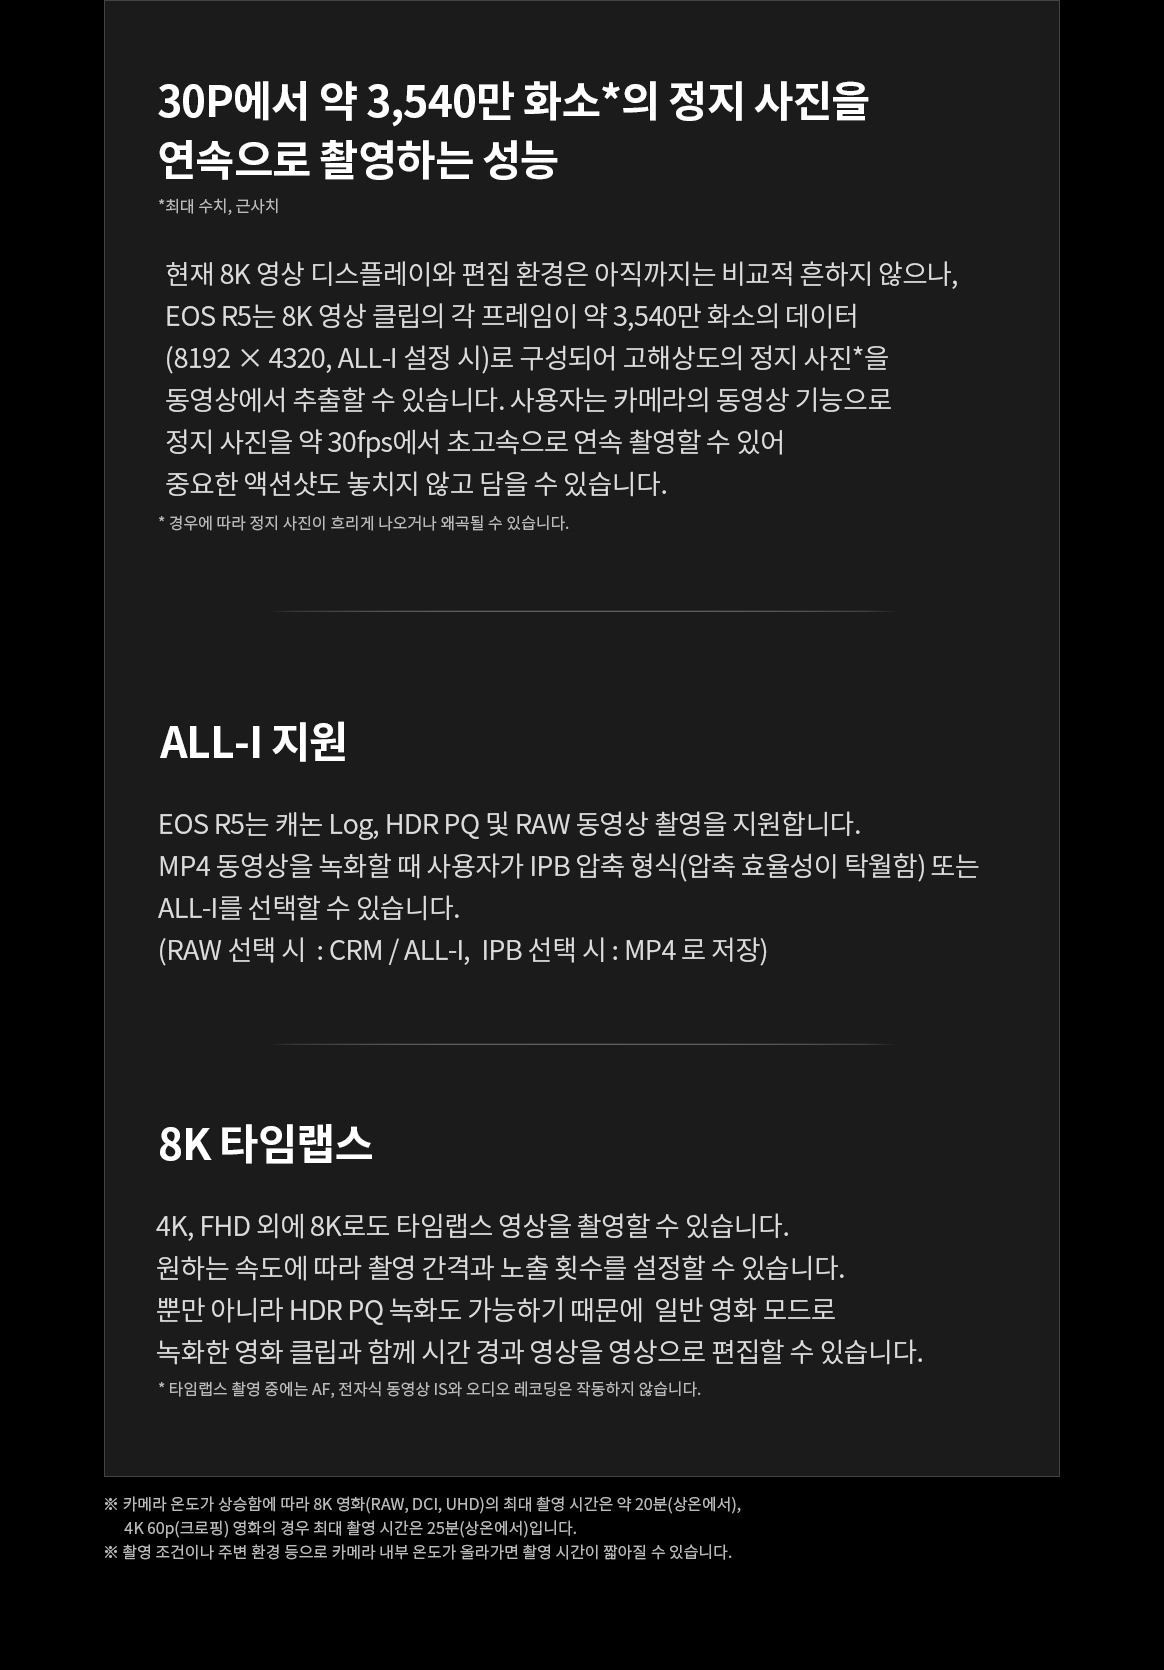 30P에서 약 3,540만 화소*의 정지 사진을
연속으로 촬영하는 성능
*최대 수치, 근사치
현재 8K 영상 디스플레이와 편집 환경은 아직까지는 비교적 흔하지 않으나,
EOS R5는 8K 영상 클립의 각 프레임이 약 3,540만 화소의 데이터
(8192 × 4320, ALL-I 설정 시)로 구성되어 고해상도의 정지 사진*을
동영상에서 추출할 수 있습니다. 사용자는 카메라의 동영상 기능으로
정지 사진을 약 30fps에서 초고속으로 연속 촬영할 수 있어
중요한 액션샷도 놓치지 않고 담을 수 있습니다.
* 경우에 따라 정지 사진이 흐리게 나오거나 왜곡될 수 있습니다.
ALL-I 지원
EOS R5는 캐논 Log, HDR PQ 및 RAW 동영상 촬영을 지원합니다.
MP4 동영상을 녹화할 때 사용자가 IPB 압축 형식(압축 효율성이 탁월함) 또는
ALL-I를 선택할 수 있습니다.
(RAW 선택 시 : CRM / ALL-I, IPB 선택 시 : MP4 로 저장)
8K 타임랩스
4K, FHD 외에 8K로도 타임랩스 영상을 촬영할 수 있습니다.
원하는 속도에 따라 촬영 간격과 노출 횟수를 설정할 수 있습니다.
뿐만 아니라 HDR PQ 녹화도 가능하기 때문에 일반 영화 모드로
녹화한 영화 클립과 함께 시간 경과 영상을 영상으로 편집할 수 있습니다.
* 타임랩스 촬영 중에는 AF, 전자식 동영상 IS와 오디오 레코딩은 작동하지 않습니다.
※ 카메라 온도가 상승함에 따라 8K 영화(RAW, DCI, UHD)의 최대 촬영 시간은 약 20분(상온에서),
4K 60p(크로핑) 영화의 경우 최대 촬영 시간은 25분(상온에서)입니다.
※ 촬영 조건이나 주변 환경 등으로 카메라 내부 온도가 올라가면 촬영 시간이 짧아질 수 있습니다.